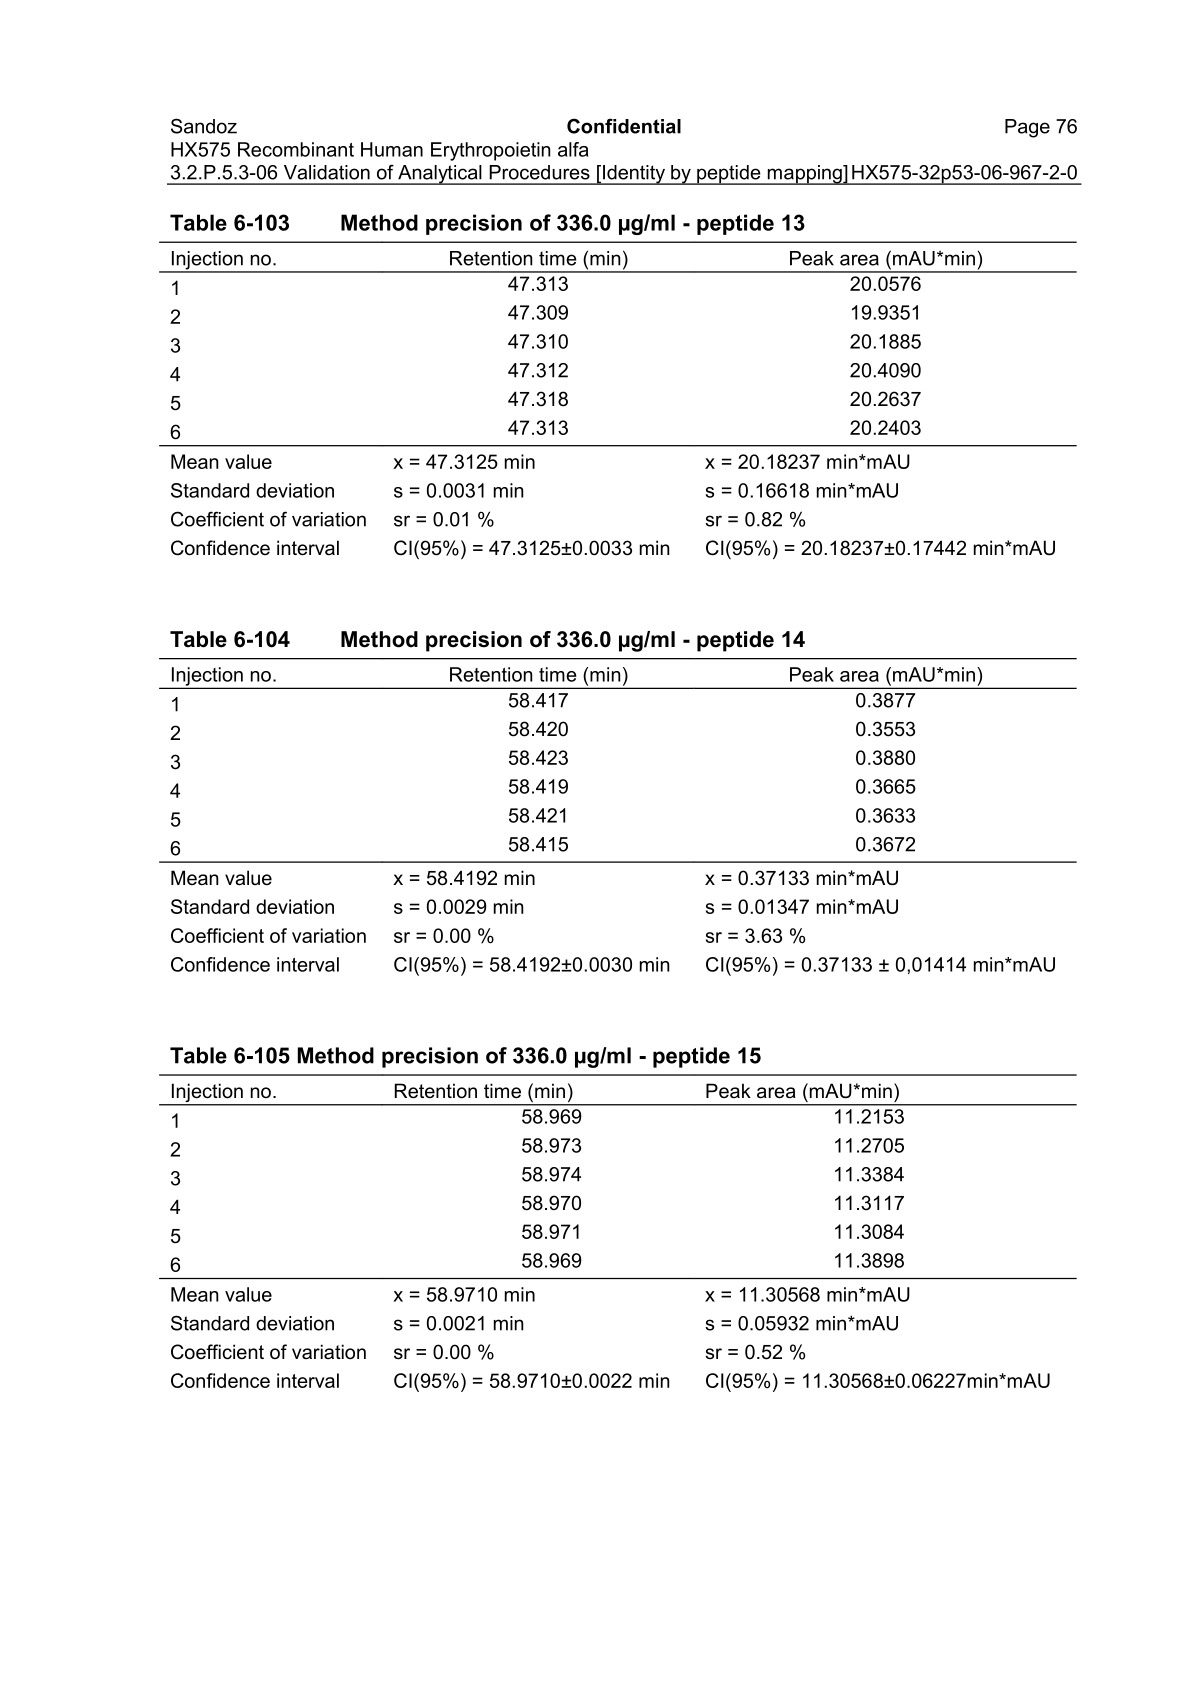 Sandoz Confidential Page 76
HX575 Recombinant Human Erythropoietin alfa
3.2.P.5.3-06 Validation of Analytical Procedures [Identity by peptide mapping] HX575-32p53-06-967-2-0
Table 6-103 Method precision of 336.0 µg/ml - peptide 13
Injection no. Retention time (min) Peak area (mAU*min)
1 47.313 20.0576
2 47.309 19.9351
3 47.310 20.1885
4 47.312 20.4090
5 47.318 20.2637
6 47.313 20.2403
Mean value x = 47.3125 min x = 20.18237 min*mAU
Standard deviation s = 0.0031 min s = 0.16618 min*mAU
Coefficient of variation sr = 0.01 % sr = 0.82 %
Confidence interval CI(95%) = 47.3125±0.0033 min CI(95%) = 20.18237±0.17442 min*mAU
Table 6-104 Method precision of 336.0 µg/ml - peptide 14
Injection no. Retention time (min) Peak area (mAU*min)
1 58.417 0.3877
2 58.420 0.3553
3 58.423 0.3880
4 58.419 0.3665
5 58.421 0.3633
6 58.415 0.3672
Mean value x = 58.4192 min x = 0.37133 min*mAU
Standard deviation s = 0.0029 min s = 0.01347 min*mAU
Coefficient of variation sr = 0.00 % sr = 3.63 %
Confidence interval CI(95%) = 58.4192±0.0030 min CI(95%) = 0.37133 ± 0,01414 min*mAU
Table 6-105 Method precision of 336.0 µg/ml - peptide 15
Injection no. Retention time (min) Peak area (mAU*min)
1 58.969 11.2153
2 58.973 11.2705
3 58.974 11.3384
4 58.970 11.3117
5 58.971 11.3084
6 58.969 11.3898
Mean value x = 58.9710 min x = 11.30568 min*mAU
Standard deviation s = 0.0021 min s = 0.05932 min*mAU
Coefficient of variation sr = 0.00 % sr = 0.52 %
Confidence interval CI(95%) = 58.9710±0.0022 min CI(95%) = 11.30568±0.06227min*mAU